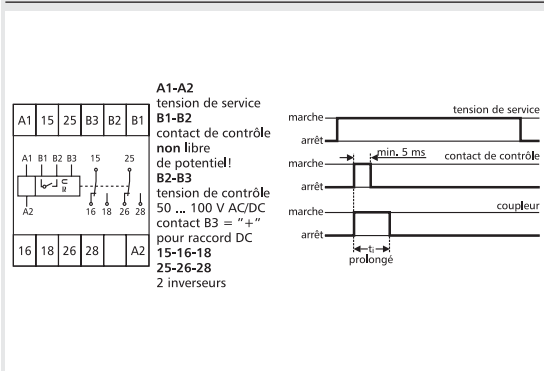 A1 15 25 B3 B2 B1
A1 B1 B2 B3 15 25
U
R
A2 16 18 26 28
16 18 26 28 A2
A1-A2
tension de service
B1-B2
contact de contrôle
non libre
de potentiel!
B2-B3
tension de contrôle
50 ... 100 V AC/DC
contact B3 = "+"
pour raccord DC
15-16-18
25-26-28
2 inverseurs
tension de service
marche
arrêt
min. 5 ms contact de contrôle
marche
arrêt
coupleur
marche
arrêt
tᵢ
prolongé